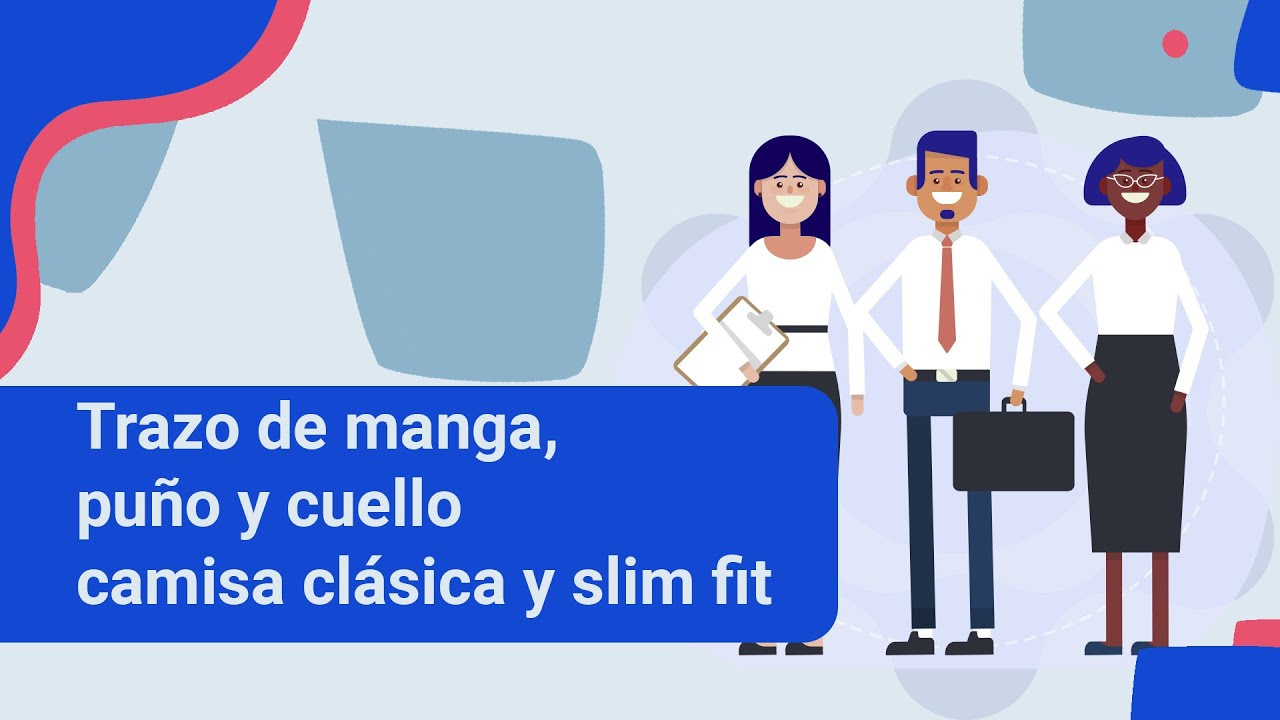 Trazo de manga,
puño y cuello
camisa clásica y slim fit